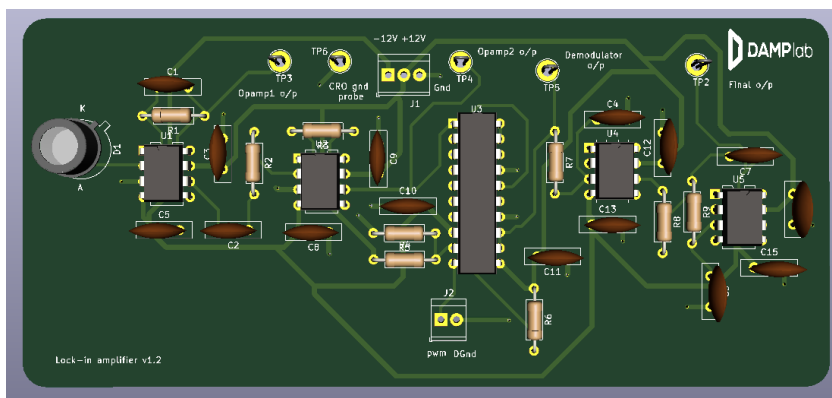 -12V +12V
TP6
TP3
Opamp1 o/p
CRO gnd
probe
Gnd
J1
Opamp2 o/p
TP4
Demodulator
o/p
TP5
TP2
Final o/p
DAMPlab
C1
K
R1
U1
D1
A
C3
R2
C9
U3
C4
U4
C12
R7
C7
U5
C5
C2
C8
C10
R8
R9
C13
C11
C15
J2
R6
pwm DGnd
Lock-in amplifier v1.2